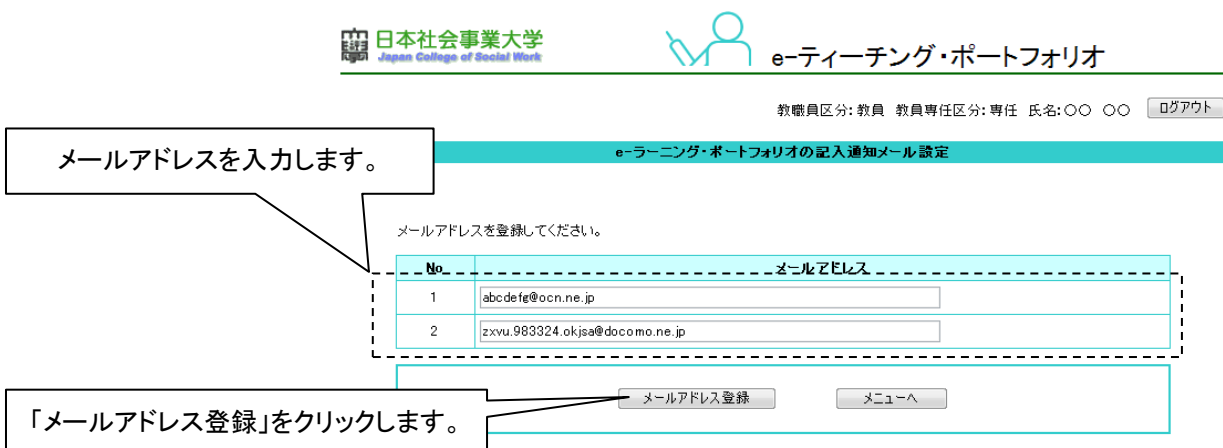 日本社会事業大学
Japan College of Social Work
e-ティーチング・ポートフォリオ
教職員区分:教員 教員専任区分:専任 氏名:○○ ○○ ログアウト
メールアドレスを入力します。
e-ラーニング・ポートフォリオの記入通知メール設定
メールアドレスを登録してください。
No メールアドレス
1 abcdefg@ocn.ne.jp
2 zxvu.983324.okjsa@docomo.ne.jp
メールアドレス登録 メニューへ
「メールアドレス登録」をクリックします。